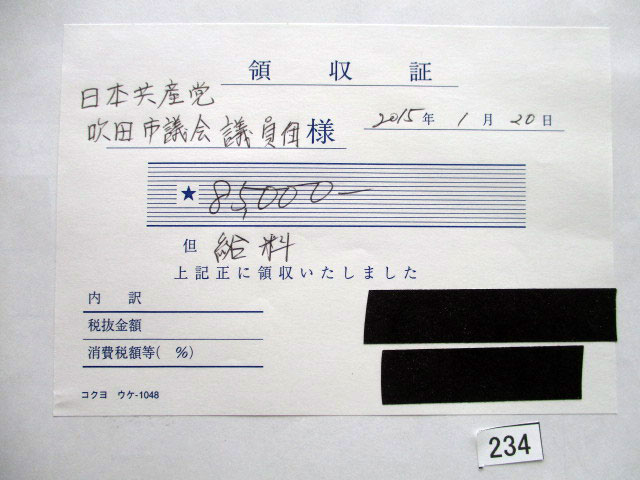 領収証
日本共産党
吹田市議会議員団様
2015年1月20日
★85,000-
但 給料
上記正に領収いたしました
内訳
税抜金額
消費税額等( %)
コクヨ ウケ-1048
234